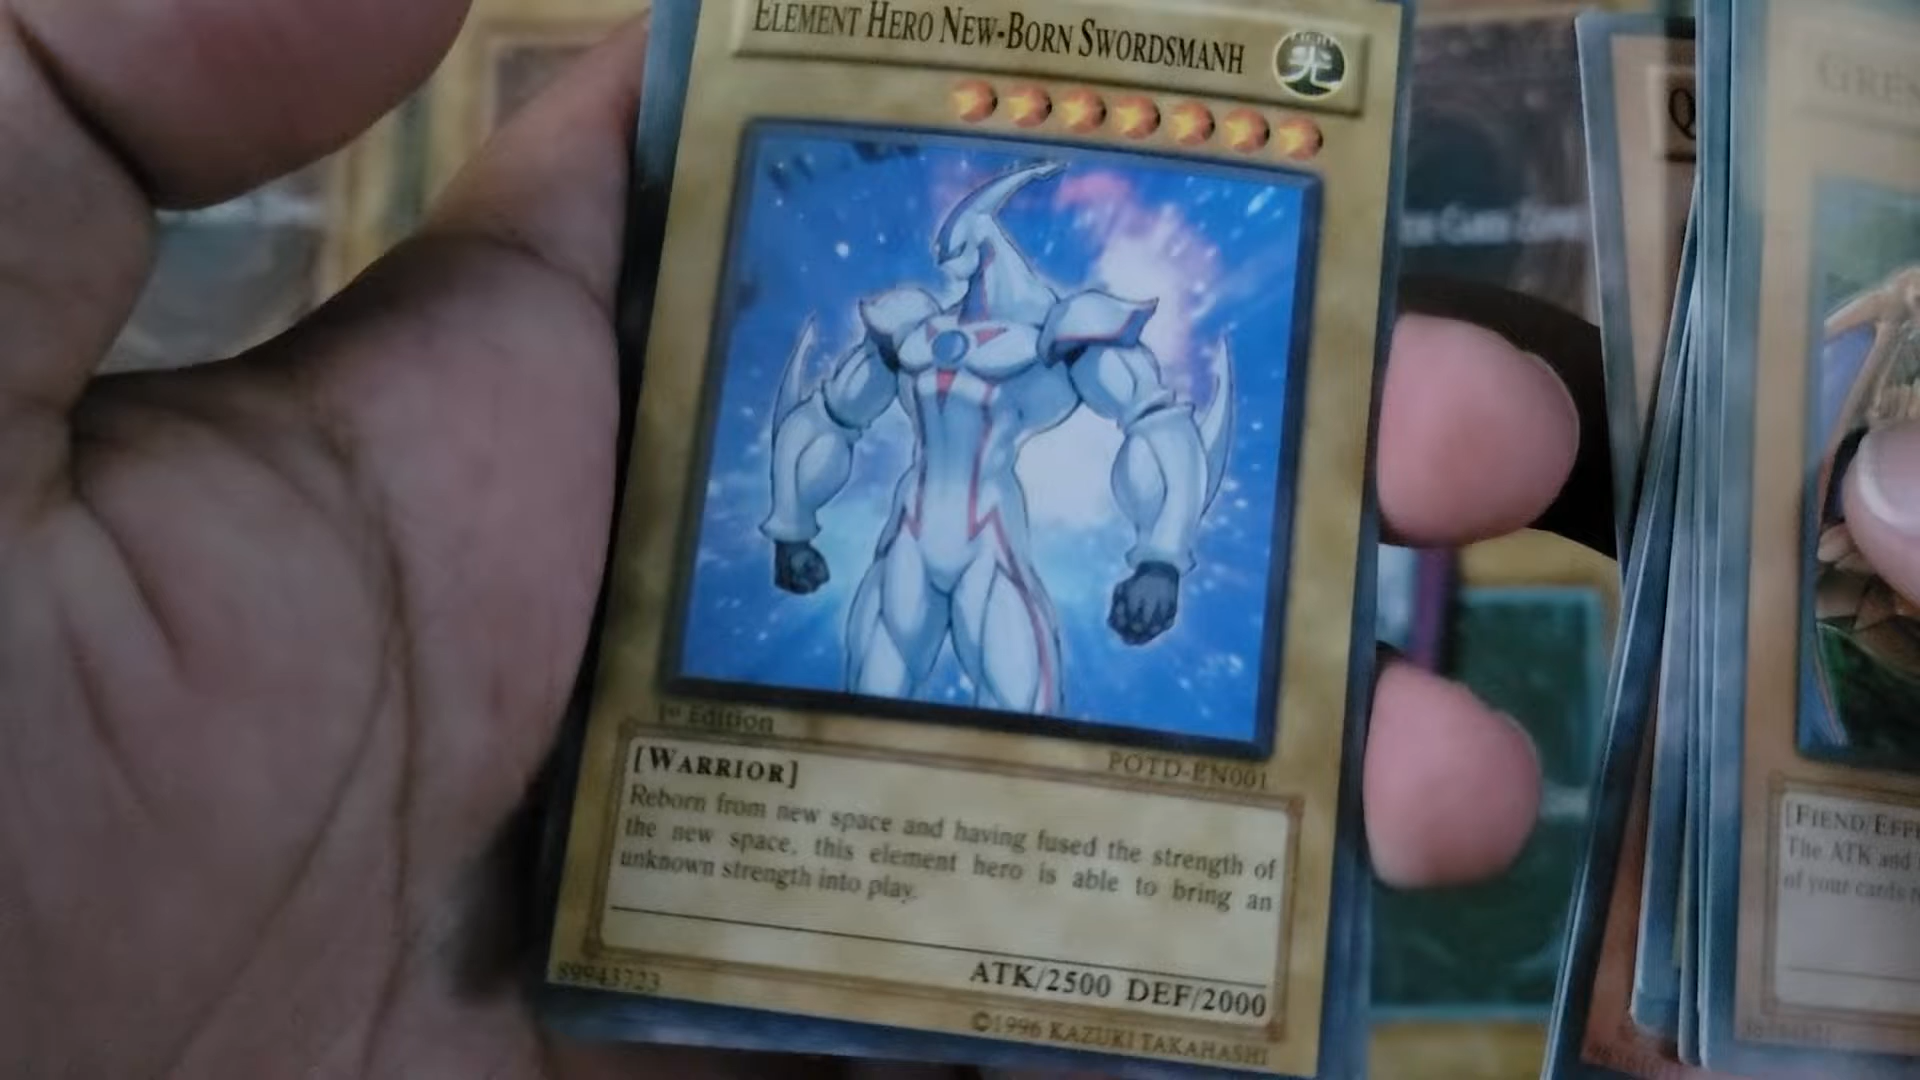 ELEMENT HERO NEW-BORN SWORDSMANH
光
1st Edition
POTD-EN001
[WARRIOR]
Reborn from new space and having fused the strength of
the new space, this element hero is able to bring an
unknown strength into play.
ATK/2500 DEF/2000
89943723
©1996 KAZUKI TAKAHASHI
Q
GRE
[FIEND/EFFE
The ATK and
of your cards